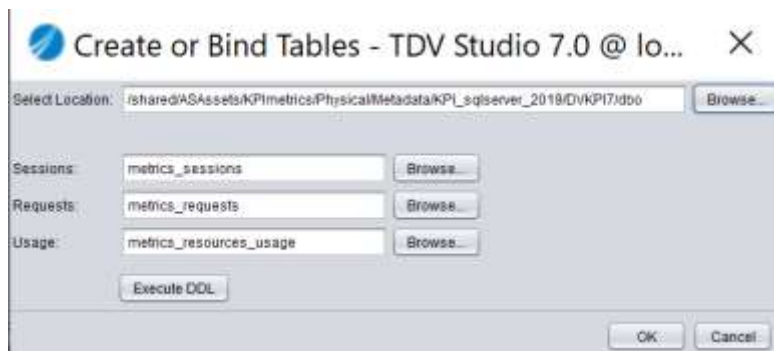 Create or Bind Tables - TDV Studio 7.0 @ lo...
Select Location: /shared/ASAssets/KPImetrics/Physical/Metadata/KPI_sqlserver_2019/DVKPI7/dbo Browse...
Sessions: metrics_sessions Browse...
Requests: metrics_requests Browse...
Usage: metrics_resources_usage Browse...
Execute DDL
OK Cancel